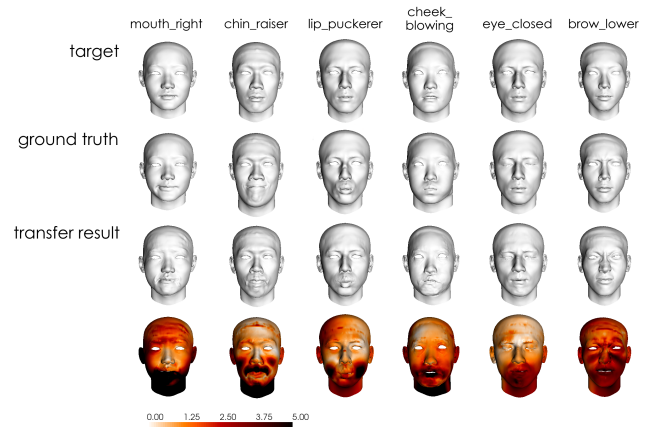 mouth_right chin_raiser lip_puckerer cheek_ blowing eye_closed brow_lower
target
ground truth
transfer result
0.00 1.25 2.50 3.75 5.00